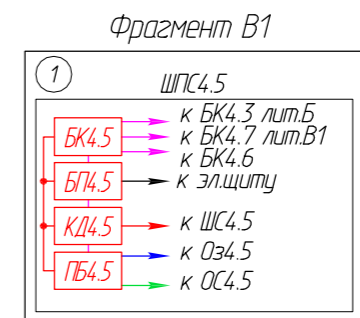 Фрагмент В1
1
ШПС4.5
БК4.5
к БК4.3 лит.Б
к БК4.7 лит.В1
к БК4.6
БП4.5
к эл.щиту
КД4.5
к ШС4.5
ПБ4.5
к Оз4.5
к ОС4.5